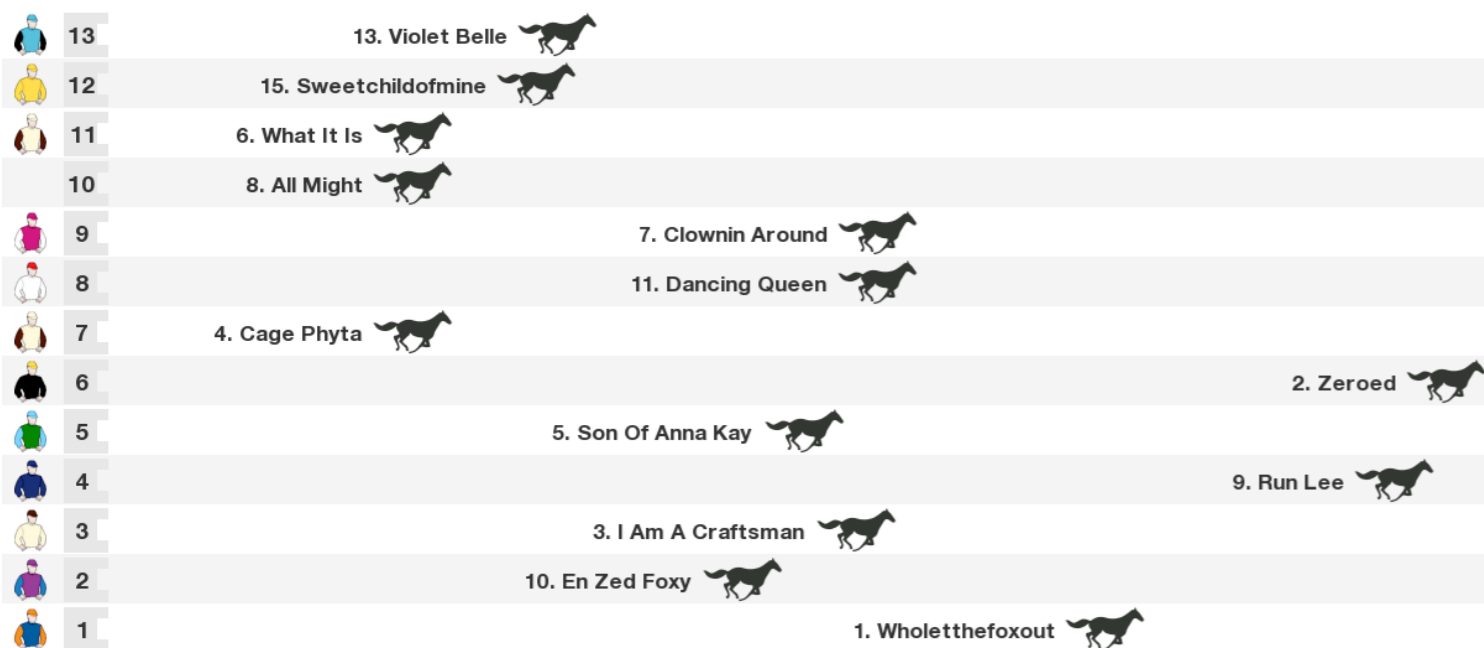 13 13. Violet Belle
12 15. Sweetchildofmine
11 6. What It Is
10 8. All Might
9 7. Clownin Around
8 11. Dancing Queen
7 4. Cage Phyta
6 2. Zeroed
5 5. Son Of Anna Kay
4 9. Run Lee
3 3. I Am A Craftsman
2 10. En Zed Foxy
1 1. Wholetthefoxout